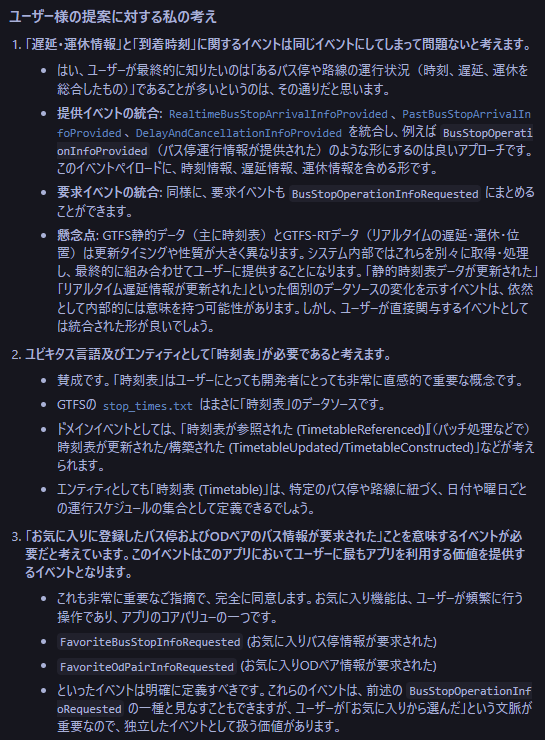 ユーザー様の提案に対する私の考え
1. 「遅延・運休情報」と「到着時刻」に関するイベントは同じイベントにしてしまって問題ないと考えます。
• はい、ユーザーが最終的に知りたいのは「あるバス停や路線の運行状況（時刻、遅延、運休を
総合したもの）」であることが多いというのは、その通りだと思います。
• 提供イベントの統合: RealtimeBusStopArrivalInfoProvided 、 PastBusStopArrivalIn
foProvided 、 DelayAndCancellationInfoProvided を統合し、例えば BusStopOperati
onInfoProvided （バス停運行情報が提供された）のような形にするのは良いアプローチです。
このイベントペイロードに、時刻情報、遅延情報、運休情報を含める形です。
• 要求イベントの統合: 同様に、要求イベントも BusStopOperationInfoRequested にまとめる
ことができます。
• 懸念点: GTFS静的データ（主に時刻表）とGTFS-RTデータ（リアルタイムの遅延・運休・位
置）は更新タイミングや性質が大きく異なります。システム内部ではこれらを別々に取得・処理
し、最終的に組み合わせてユーザーに提供することになります。「静的時刻表データが更新された」
「リアルタイム遅延情報が更新された」といった個別のデータソースの変化を示すイベントは、依然
として内部的には意味を持つ可能性があります。しかし、ユーザーが直接関与するイベントとして
は統合された形が良いでしょう。
2. ユビキタス言語及びエンティティとして「時刻表」が必要であると考えます。
• 賛成です。「時刻表」はユーザーにとっても開発者にとっても非常に直感的で重要な概念です。
• GTFSの stop_times.txt はまさに「時刻表」のデータソースです。
• ドメインイベントとしては、「時刻表が参照された (TimetableReferenced)」「（バッチ処理などで）
時刻表が更新された/構築された (TimetableUpdated/TimetableConstructed)」などが考
えられます。
• エンティティとしても「時刻表 (Timetable)」は、特定のバス停や路線に紐づく、日付や曜日ごと
の運行スケジュールの集合として定義できるでしょう。
3. 「お気に入りに登録したバス停およびODペアのバス情報が要求された」ことを意味するイベントが必
要だと考えています。このイベントはこのアプリにおいてユーザーに最もアプリを利用する価値を提供す
るイベントとなります。
• これも非常に重要なご指摘で、完全に同意します。お気に入り機能は、ユーザーが頻繁に行う
操作であり、アプリのコアバリューの一つです。
• FavoriteBusStopInfoRequested (お気に入りバス停情報が要求された)
• FavoriteOdPairInfoRequested (お気に入りODペア情報が要求された)
• といったイベントは明確に定義すべきです。これらのイベントは、前述の BusStopOperationInf
oRequested の一種と見なすこともできますが、ユーザーが「お気に入りから選んだ」という文脈が
重要なので、独立したイベントとして扱う価値があります。